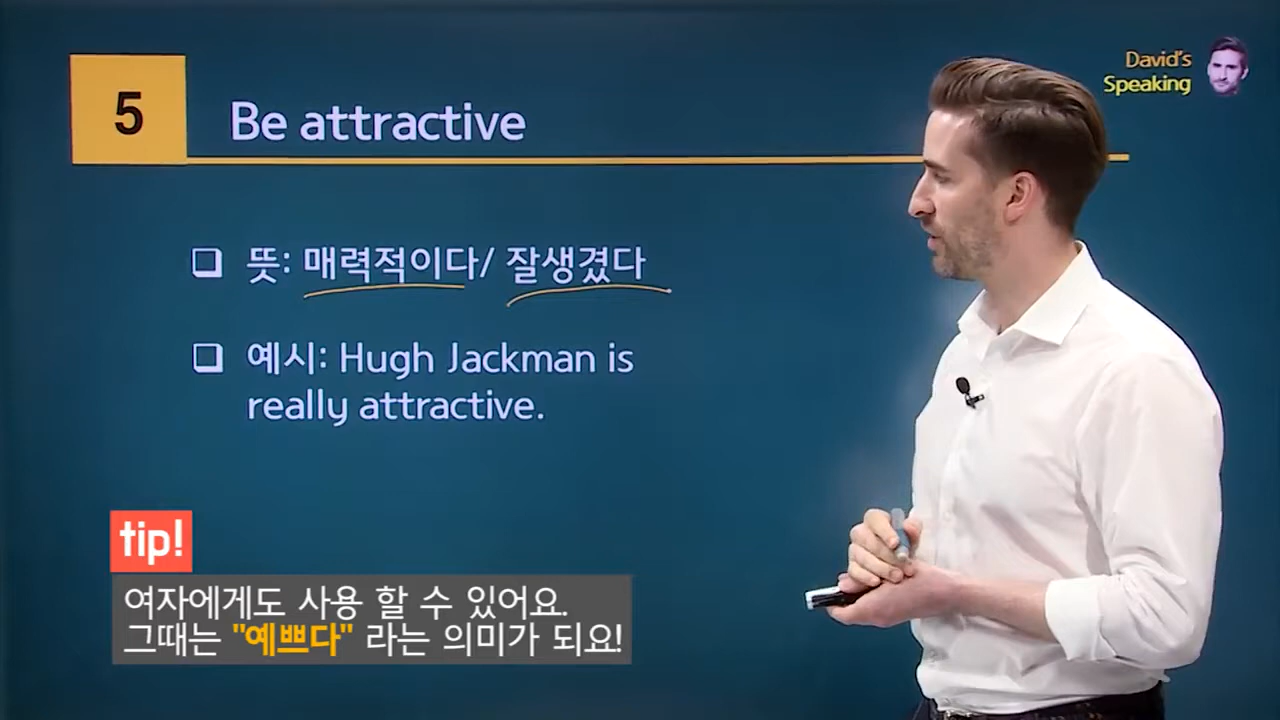 David's
Speaking
5
Be attractive
❑ 뜻: 매력적이다/ 잘생겼다
❑ 예시: Hugh Jackman is
really attractive.
tip!
여자에게도 사용 할 수 있어요.
그때는 "예쁘다" 라는 의미가 되요!